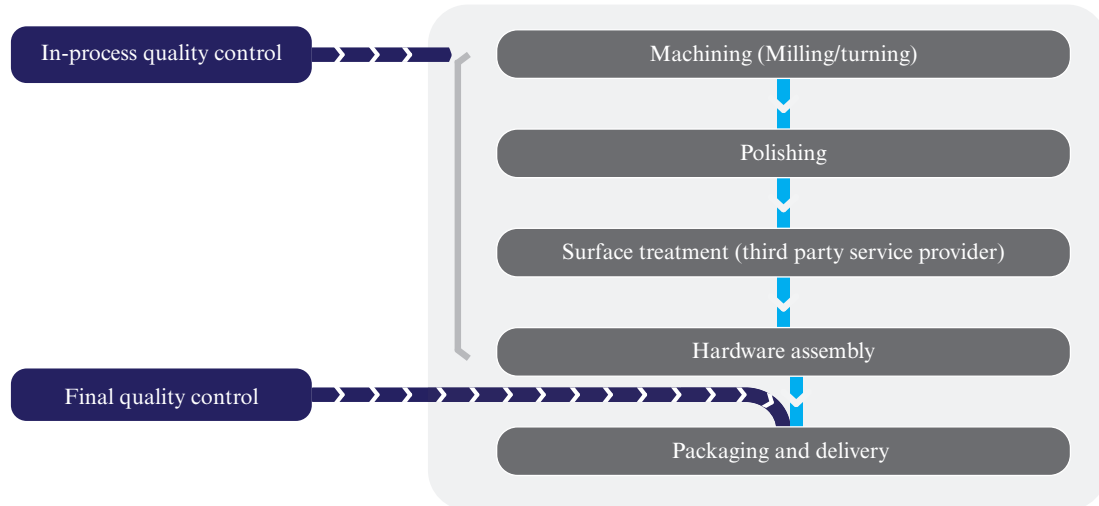 In-process quality control
Machining (Milling/turning)
Polishing
Surface treatment (third party service provider)
Hardware assembly
Final quality control
Packaging and delivery